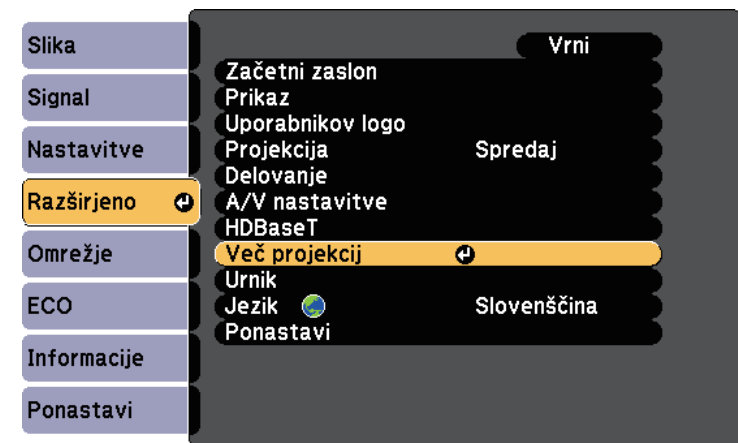 Slika
Signal
Nastavitve
Razširjeno
Omrežje
ECO
Informacije
Ponastavi
Vrni
Začetni zaslon
Prikaz
Uporabnikov logo
Projekcija Spredaj
Delovanje
A/V nastavitve
HDBaseT
Več projekcij
Urnik
Jezik Slovenščina
Ponastavi